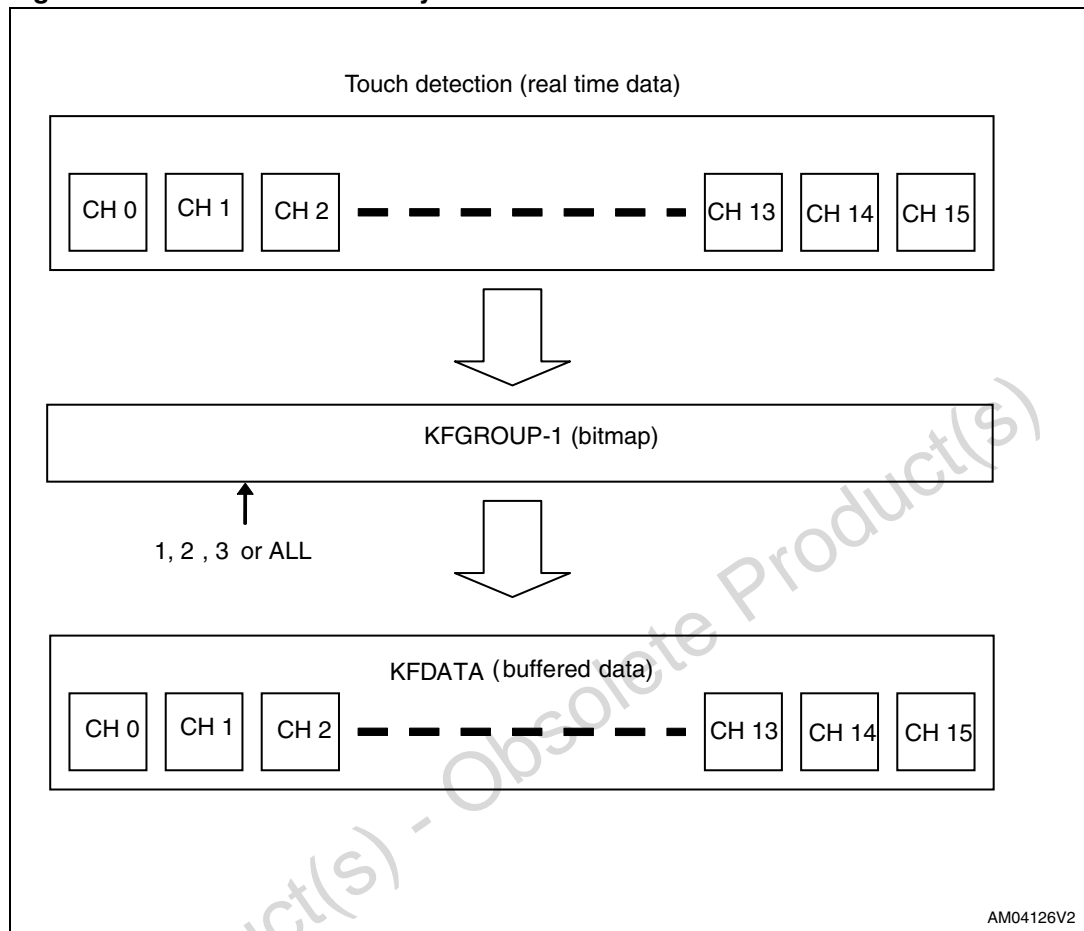 Touch detection (real time data)
CH 0 CH 1 CH 2 CH 13 CH 14 CH 15
KFGROUP-1 (bitmap)
1, 2 , 3 or ALL
KFDATA (buffered data)
CH 0 CH 1 CH 2 CH 13 CH 14 CH 15
uct(s) - Obsolete Product(s)
AM04126V2